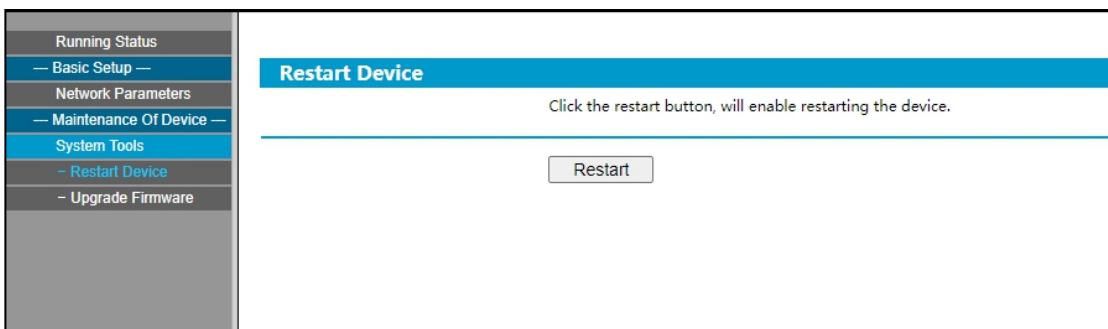 Running Status
— Basic Setup —
Network Parameters
— Maintenance Of Device —
System Tools
– Restart Device
– Upgrade Firmware
Restart Device
Click the restart button, will enable restarting the device.
Restart